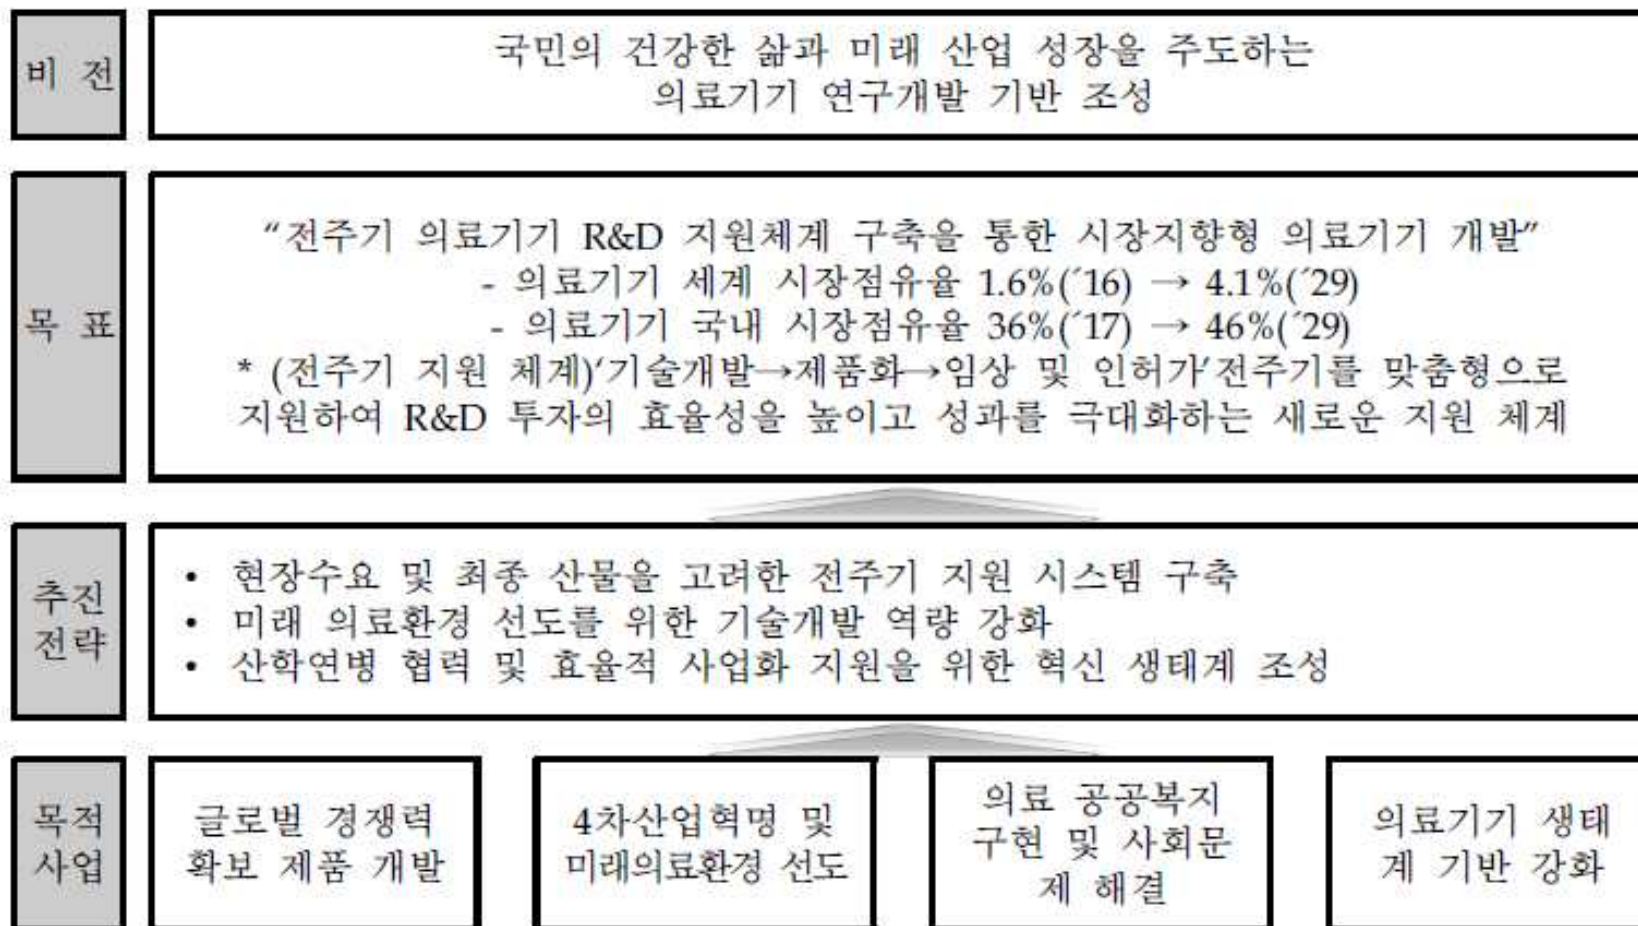 비 전
국민의 건강한 삶과 미래 산업 성장을 주도하는
의료기기 연구개발 기반 조성
목 표
"전주기 의료기기 R&D 지원체계 구축을 통한 시장지향형 의료기기 개발"
- 의료기기 세계 시장점유율 1.6%(´16) → 4.1%(´29)
- 의료기기 국내 시장점유율 36%(´17) → 46%(´29)
* (전주기 지원 체계)'기술개발→제품화→임상 및 인허가'전주기를 맞춤형으로
지원하여 R&D 투자의 효율성을 높이고 성과를 극대화하는 새로운 지원 체계
추진
전략
• 현장수요 및 최종 산물을 고려한 전주기 지원 시스템 구축
• 미래 의료환경 선도를 위한 기술개발 역량 강화
• 산학연병 협력 및 효율적 사업화 지원을 위한 혁신 생태계 조성
목적
사업
글로벌 경쟁력
확보 제품 개발
4차산업혁명 및
미래의료환경 선도
의료 공공복지
구현 및 사회문
제 해결
의료기기 생태
계 기반 강화